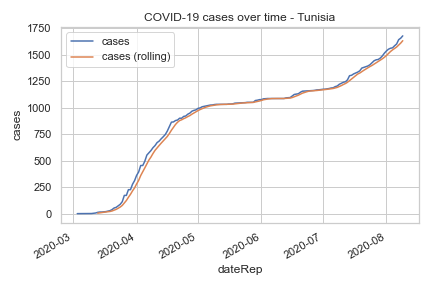 COVID-19 cases over time - Tunisia
cases
cases (rolling)
1750
1500
1250
1000
750
500
250
0
cases
2020-03
2020-04
2020-05
2020-06
2020-07
2020-08
dateRep